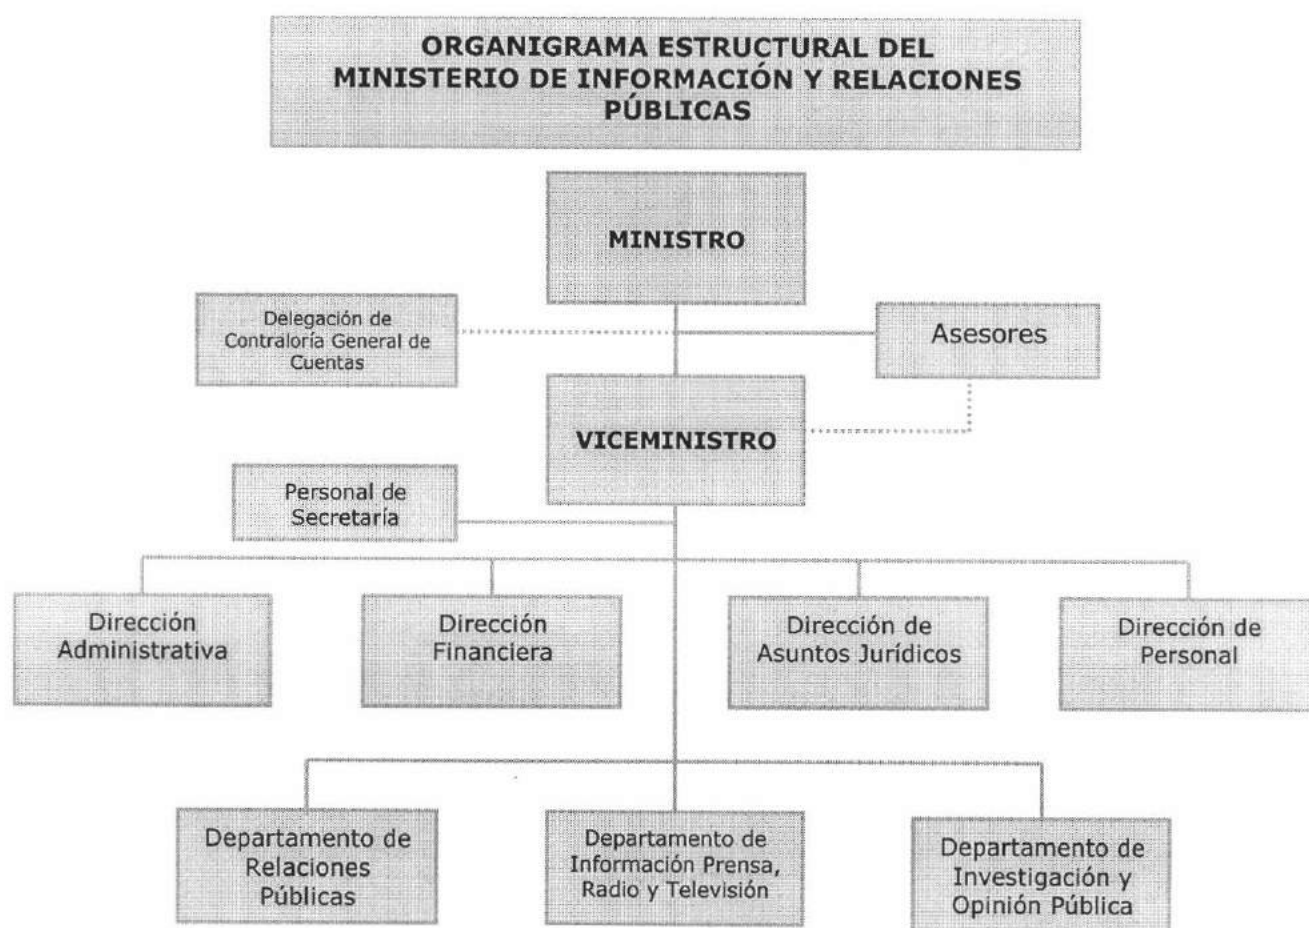 ORGANIGRAMA ESTRUCTURAL DEL
MINISTERIO DE INFORMACIÓN Y RELACIONES
PÚBLICAS
MINISTRO
Delegación de
Contraloría General de
Cuentas
Asesores
VICEMINISTRO
Personal de
Secretaría
Dirección
Administrativa
Dirección
Financiera
Dirección de
Asuntos Jurídicos
Dirección de
Personal
Departamento de
Relaciones
Públicas
Departamento de
Información Prensa,
Radio y Televisión
Departamento de
Investigación y
Opinión Pública